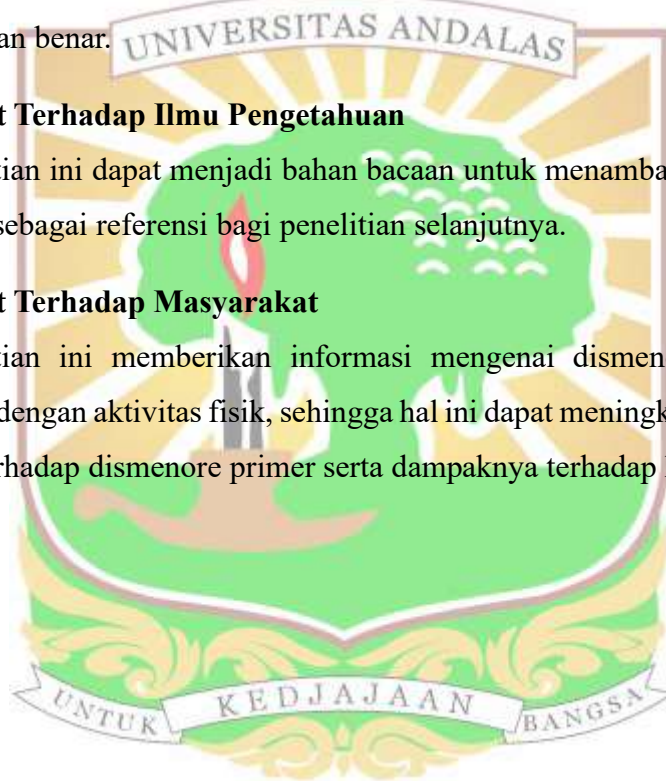 an benar.
UNIVERSITAS ANDALAS
t Terhadap Ilmu Pengetahuan
tian ini dapat menjadi bahan bacaan untuk menamba
sebagai referensi bagi penelitian selanjutnya.
t Terhadap Masyarakat
tian ini memberikan informasi mengenai dismen
dengan aktivitas fisik, sehingga hal ini dapat meningk
rhadap dismenore primer serta dampaknya terhadap
UNTUK KEDJAJAAN BANGSA